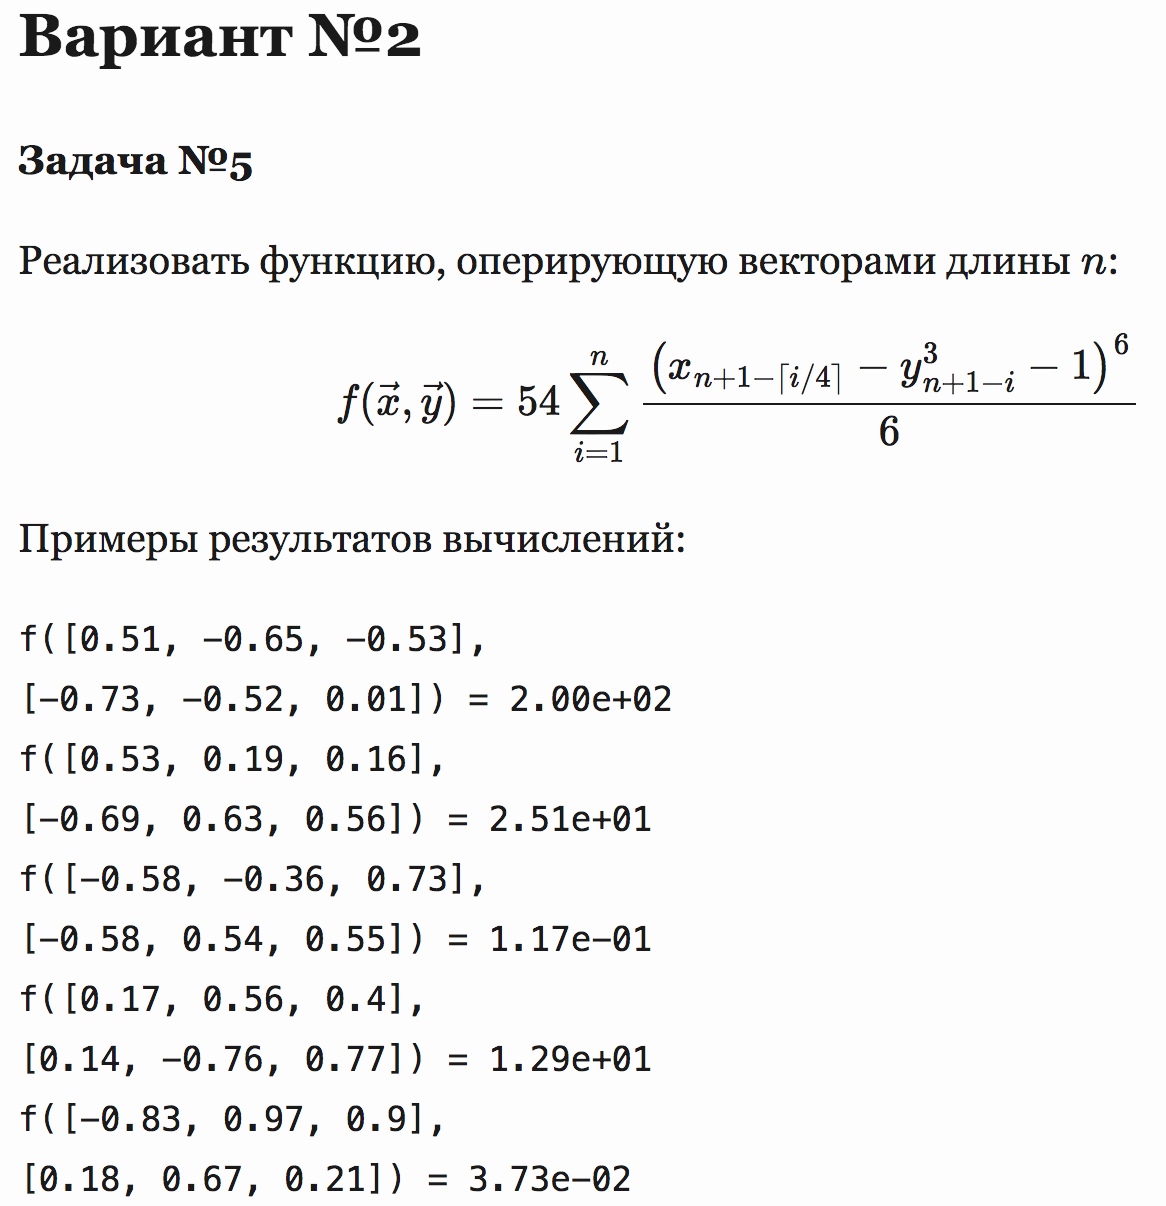 Вариант №2
Задача №5
Реализовать функцию, оперирующую векторами длины n:
f(\vec{x}, \vec{y}) = 54 \sum_{i=1}^{n} \frac{(x_{n+1-\lceil i/4 \rceil} - y_{n+1-i}^{3} - 1)^{6}}{6}
Примеры результатов вычислений:
f([0.51, -0.65, -0.53],
[-0.73, -0.52, 0.01]) = 2.00e+02
f([0.53, 0.19, 0.16],
[-0.69, 0.63, 0.56]) = 2.51e+01
f([-0.58, -0.36, 0.73],
[-0.58, 0.54, 0.55]) = 1.17e-01
f([0.17, 0.56, 0.4],
[0.14, -0.76, 0.77]) = 1.29e+01
f([-0.83, 0.97, 0.9],
[0.18, 0.67, 0.21]) = 3.73e-02